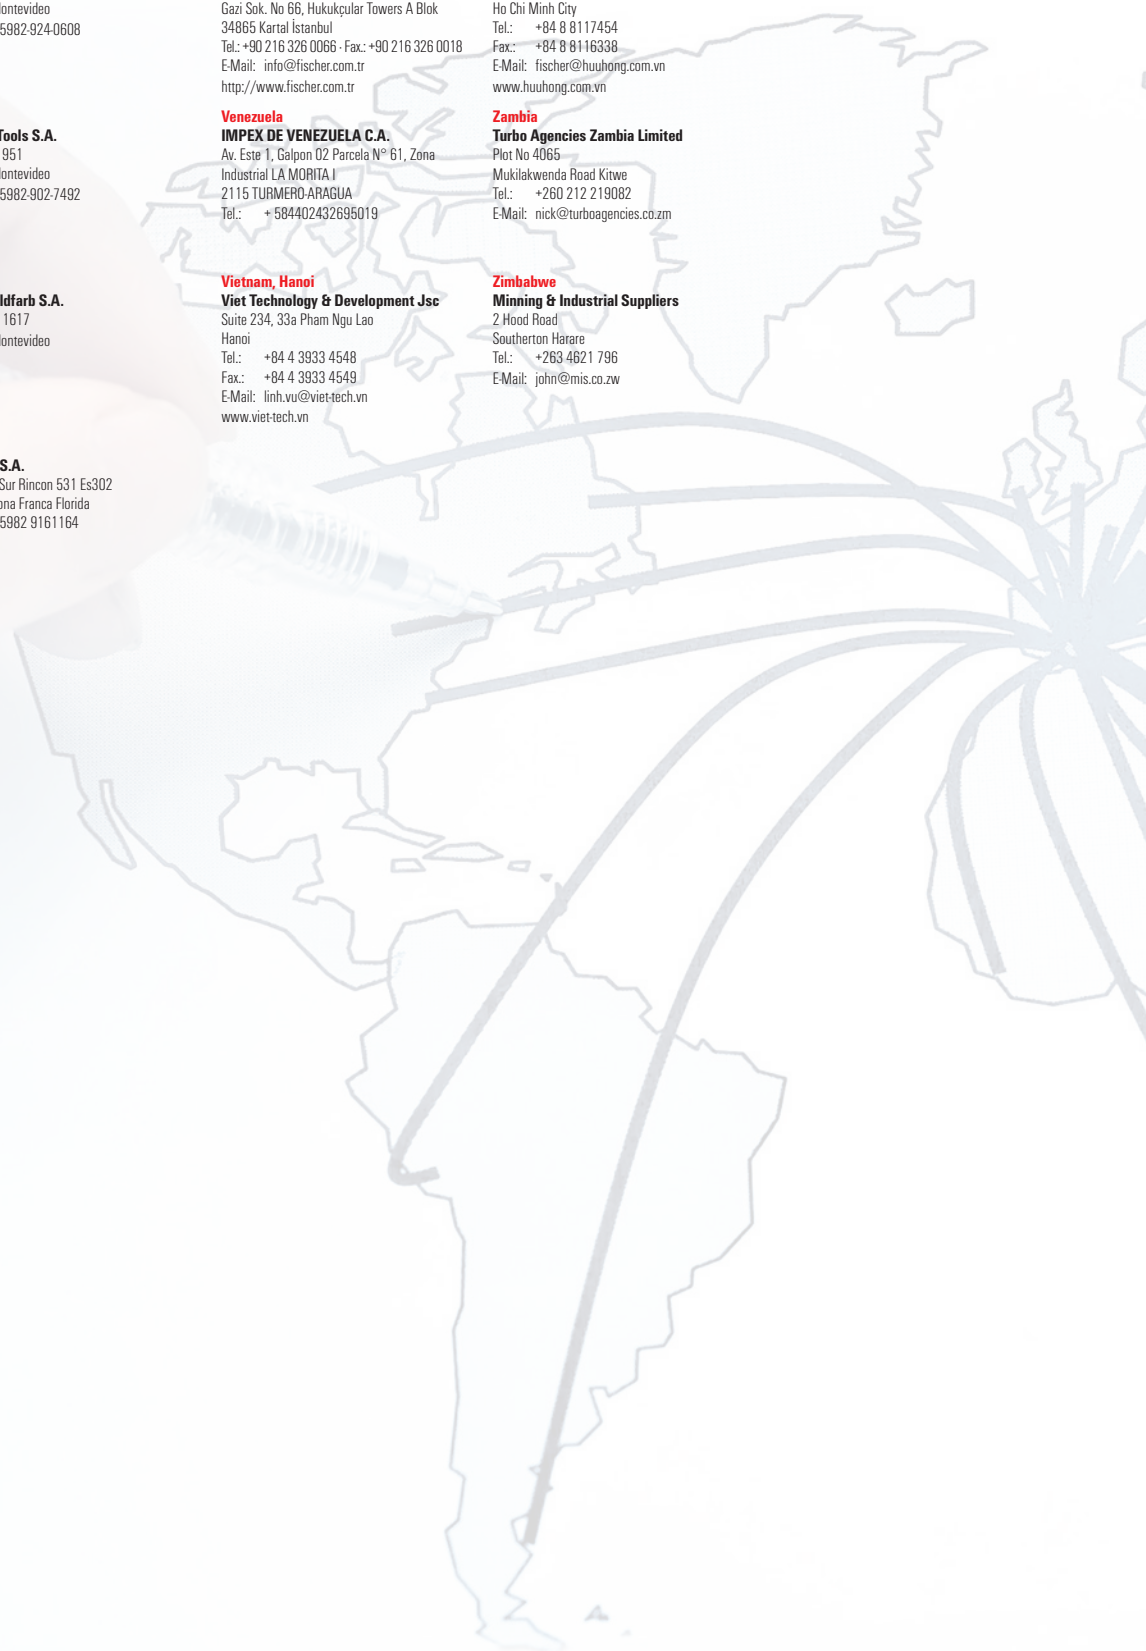 ontevideo
5982-924-0608
Tools S.A.
951
ontevideo
5982-902-7492
ldfarb S.A.
1617
ontevideo
S.A.
Sur Rincon 531 Es302
ona Franca Florida
5982 9161164
Gazi Sok. No 66, Hukukçular Towers A Blok
34865 Kartal İstanbul
Tel.: +90 216 326 0066 · Fax.: +90 216 326 0018
E-Mail: info@fischer.com.tr
http://www.fischer.com.tr
Venezuela
IMPEX DE VENEZUELA C.A.
Av. Este 1, Galpon 02 Parcela N° 61, Zona
Industrial LA MORITA I
2115 TURMERO-ARAGUA
Tel.: + 584402432695019
Vietnam, Hanoi
Viet Technology & Development Jsc
Suite 234, 33a Pham Ngu Lao
Hanoi
Tel.: +84 4 3933 4548
Fax.: +84 4 3933 4549
E-Mail: linh.vu@viet-tech.vn
www.viet-tech.vn
Ho Chi Minh City
Tel.: +84 8 8117454
Fax.: +84 8 8116338
E-Mail: fischer@huuhong.com.vn
www.huuhong.com.vn
Zambia
Turbo Agencies Zambia Limited
Plot No 4065
Mukilakwenda Road Kitwe
Tel.: +260 212 219082
E-Mail: nick@turboagencies.co.zm
Zimbabwe
Minning & Industrial Suppliers
2 Hood Road
Southerton Harare
Tel.: +263 4621 796
E-Mail: john@mis.co.zw